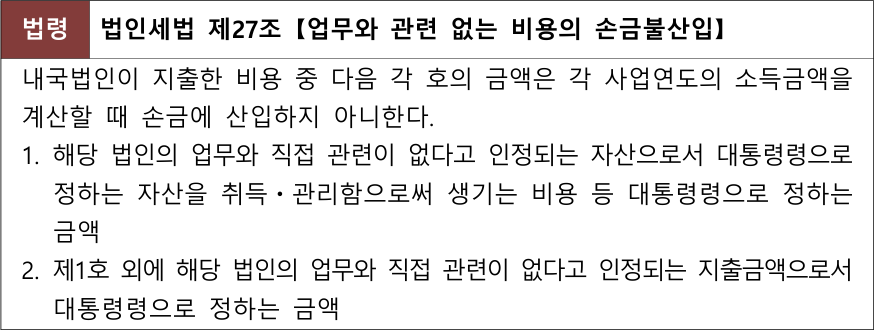 법령 법인세법 제27조【업무와 관련 없는 비용의 손금불산입】
내국법인이 지출한 비용 중 다음 각 호의 금액은 각 사업연도의 소득금액을
계산할 때 손금에 산입하지 아니한다.
1. 해당 법인의 업무와 직접 관련이 없다고 인정되는 자산으로서 대통령령으로
정하는 자산을 취득·관리함으로써 생기는 비용 등 대통령령으로 정하는
금액
2. 제1호 외에 해당 법인의 업무와 직접 관련이 없다고 인정되는 지출금액으로서
대통령령으로 정하는 금액